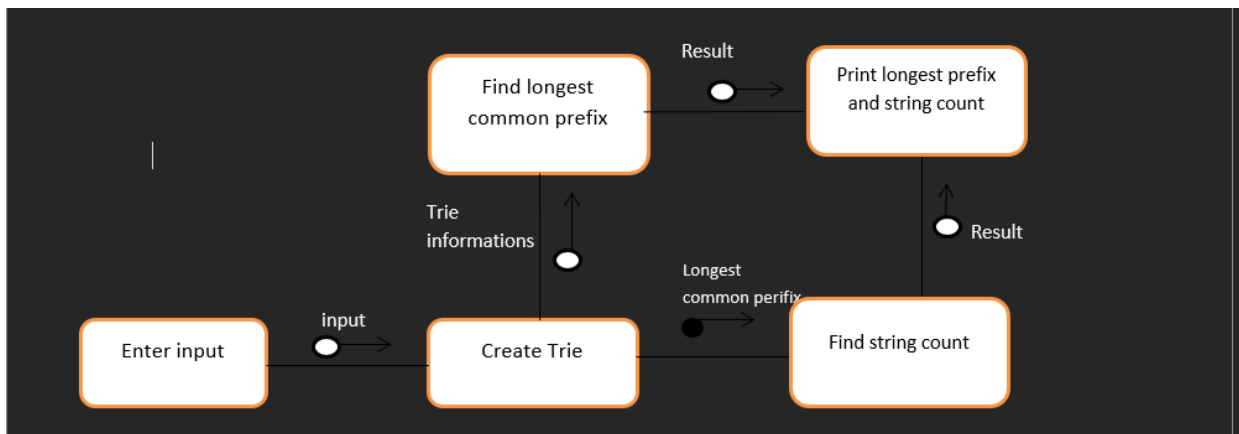 Result
Find longest
common prefix
Print longest prefix
and string count
Trie
informations
Result
Longest
common perifix
input
Enter input
Create Trie
Find string count